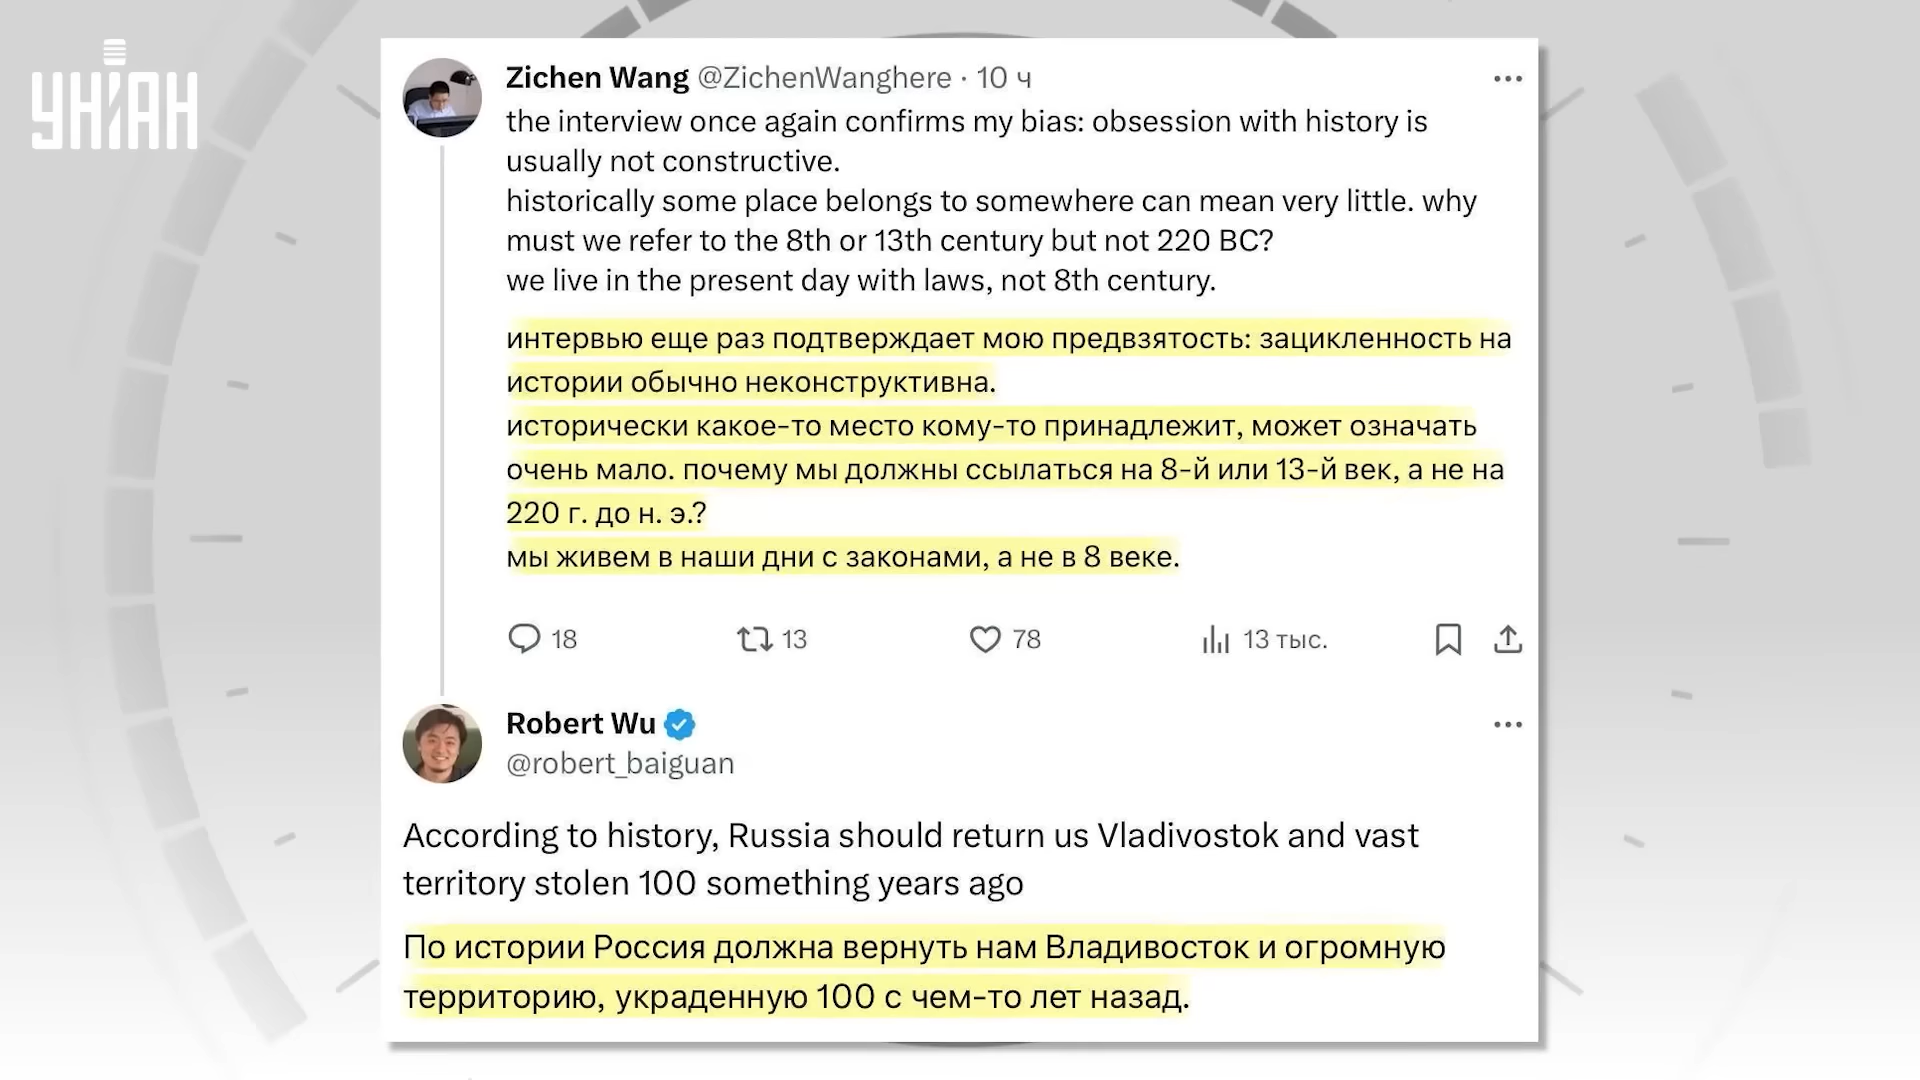 УНІАН
Zichen Wang @ZichenWanghere · 10 ч
the interview once again confirms my bias: obsession with history is
usually not constructive.
historically some place belongs to somewhere can mean very little. why
must we refer to the 8th or 13th century but not 220 BC?
we live in the present day with laws, not 8th century.
интервью еще раз подтверждает мою предвзятость: зацикленность на
истории обычно неконструктивна.
исторически какое-то место кому-то принадлежит, может означать
очень мало. почему мы должны ссылаться на 8-й или 13-й век, а не на
220 г. до н. э.?
мы живем в наши дни с законами, а не в 8 веке.
18 13 78 13 тыс.
Robert Wu
@robert_baiguan
According to history, Russia should return us Vladivostok and vast
territory stolen 100 something years ago
По истории Россия должна вернуть нам Владивосток и огромную
территорию, украденную 100 с чем-то лет назад.